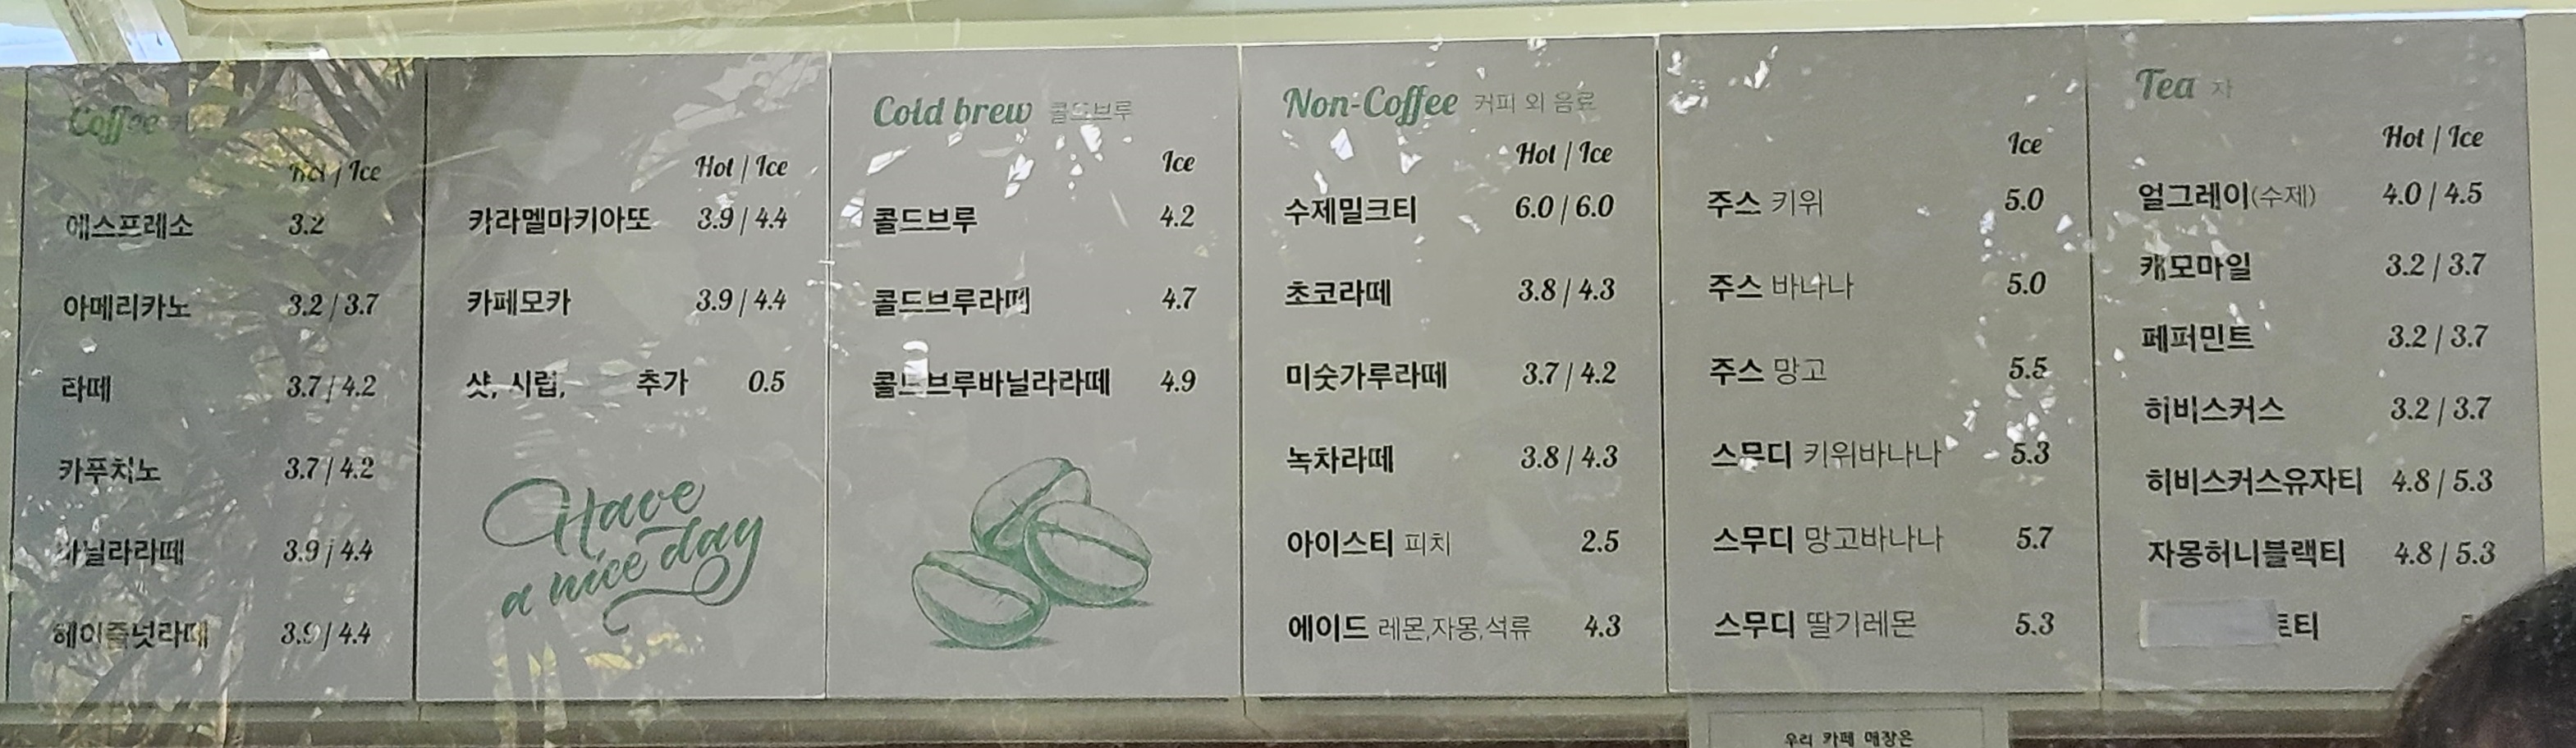 Coffee
Hot / Ice
에스프레소 3.2
아메리카노 3.2 / 3.7
라떼 3.7 / 4.2
카푸치노 3.7 / 4.2
바닐라라떼 3.9 / 4.4
헤이즐넛라떼 3.9 / 4.4
Hot / Ice
카라멜마키아또 3.9 / 4.4
카페모카 3.9 / 4.4
샷, 시럽, 추가 0.5
Have
a nice day
Cold brew 콜드브루
Ice
콜드브루 4.2
콜드브루라떼 4.7
콜드브루바닐라라떼 4.9
Non-Coffee 커피 외 음료
Hot / Ice
수제밀크티 6.0 / 6.0
초코라떼 3.8 / 4.3
미숫가루라떼 3.7 / 4.2
녹차라떼 3.8 / 4.3
아이스티 피치 2.5
에이드 레몬,자몽,석류 4.3
Ice
주스 키위 5.0
주스 바나나 5.0
주스 망고 5.5
스무디 키위바나나 5.3
스무디 망고바나나 5.7
스무디 딸기레몬 5.3
Tea 차
Hot / Ice
얼그레이(수제) 4.0 / 4.5
캐모마일 3.2 / 3.7
페퍼민트 3.2 / 3.7
히비스커스 3.2 / 3.7
히비스커스유자티 4.8 / 5.3
자몽허니블랙티 4.8 / 5.3
우리 카페 매장은